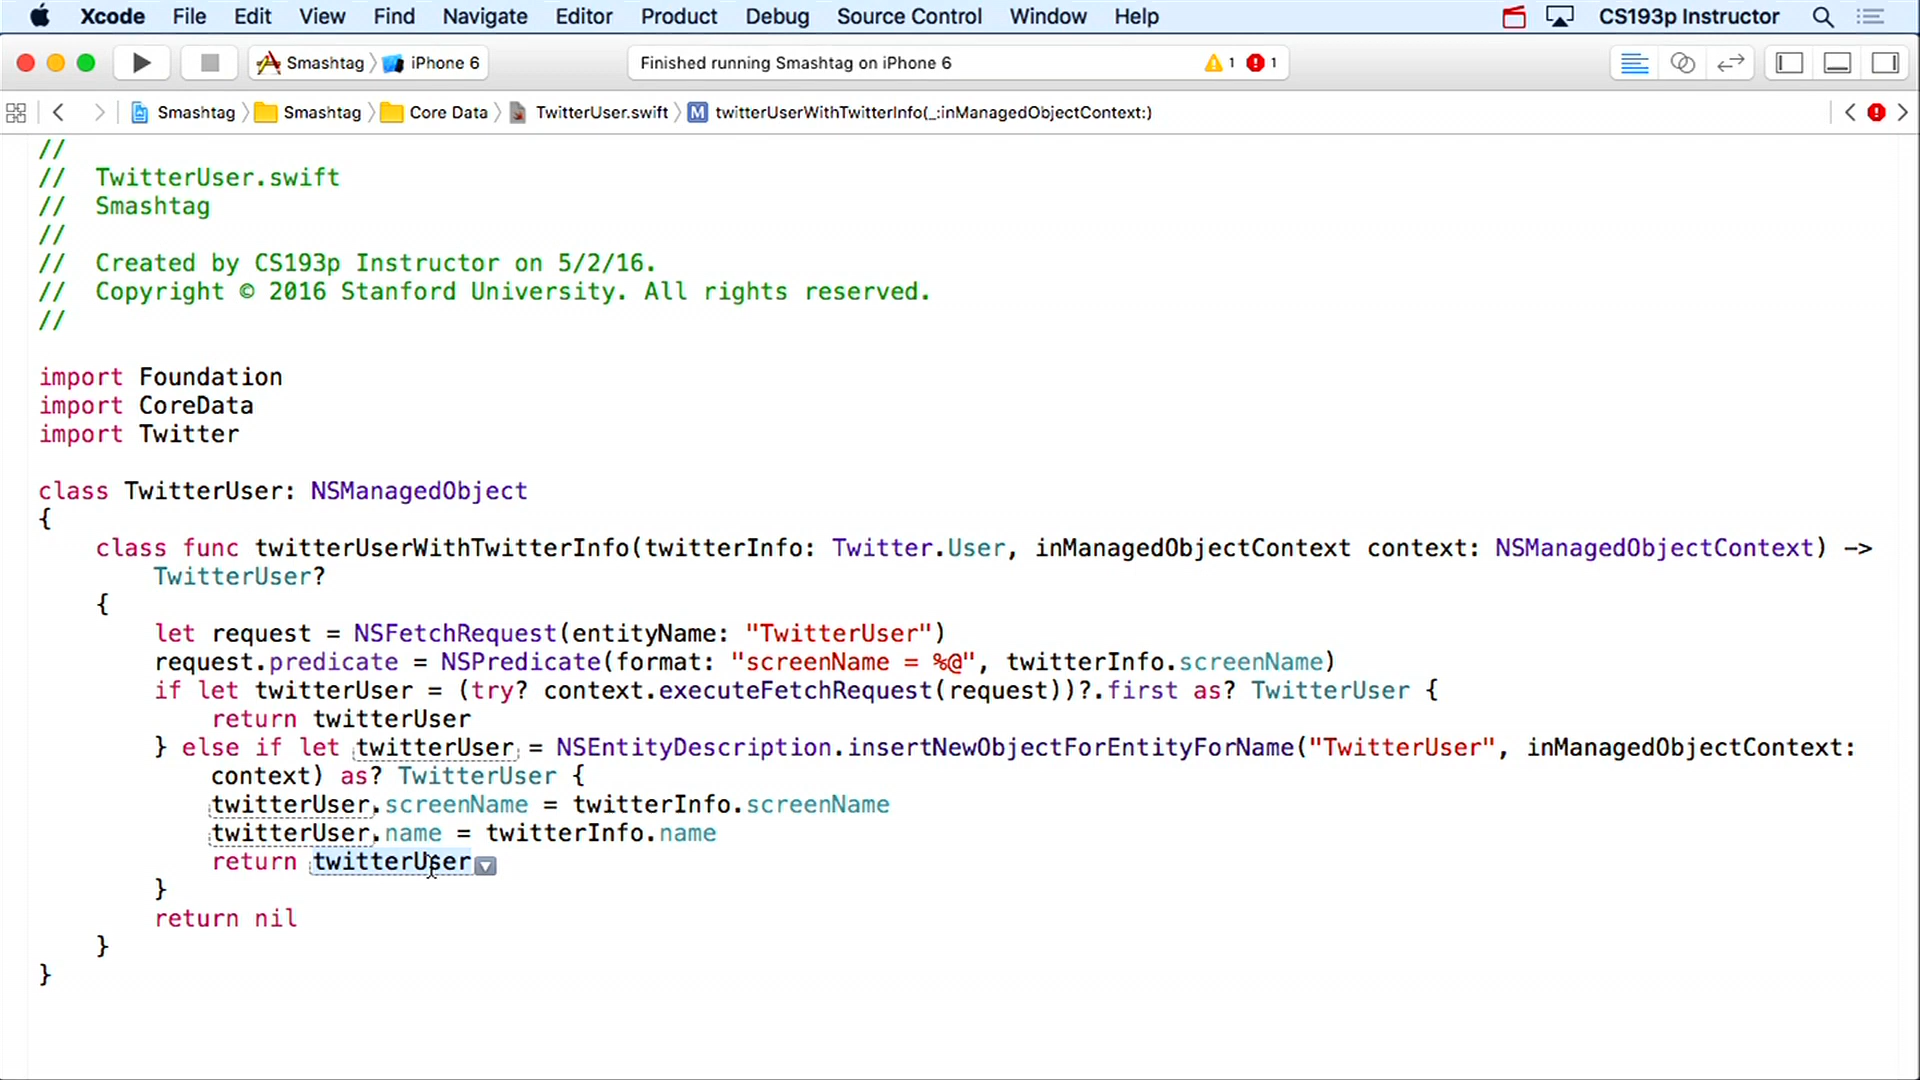 Xcode File Edit View Find Navigate Editor Product Debug Source Control Window Help CS193p Instructor
Smashtag iPhone 6 Finished running Smashtag on iPhone 6 1 1
Smashtag Smashtag Core Data TwitterUser.swift M twitterUserWithTwitterInfo(_:inManagedObjectContext:)
//
// TwitterUser.swift
// Smashtag
//
// Created by CS193p Instructor on 5/2/16.
// Copyright © 2016 Stanford University. All rights reserved.
//
import Foundation
import CoreData
import Twitter
class TwitterUser: NSManagedObject
{
class func twitterUserWithTwitterInfo(twitterInfo: Twitter.User, inManagedObjectContext context: NSManagedObjectContext) ->
TwitterUser?
{
let request = NSFetchRequest(entityName: "TwitterUser")
request.predicate = NSPredicate(format: "screenName = %@", twitterInfo.screenName)
if let twitterUser = (try? context.executeFetchRequest(request))?.first as? TwitterUser {
return twitterUser
} else if let twitterUser = NSEntityDescription.insertNewObjectForEntityForName("TwitterUser", inManagedObjectContext:
context) as? TwitterUser {
twitterUser.screenName = twitterInfo.screenName
twitterUser.name = twitterInfo.name
return twitterUser
}
return nil
}
}